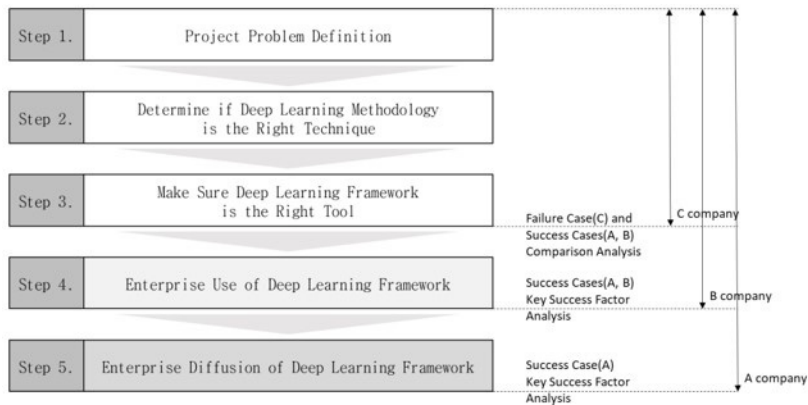 Step 1.
Project Problem Definition
Step 2.
Determine if Deep Learning Methodology
is the Right Technique
Step 3.
Make Sure Deep Learning Framework
is the Right Tool
Failure Case(C) and
Success Cases(A, B)
Comparison Analysis
C company
Step 4.
Enterprise Use of Deep Learning Framework
Success Cases(A, B)
Key Success Factor
Analysis
B company
Step 5.
Enterprise Diffusion of Deep Learning Framework
Success Case(A)
Key Success Factor
Analysis
A company